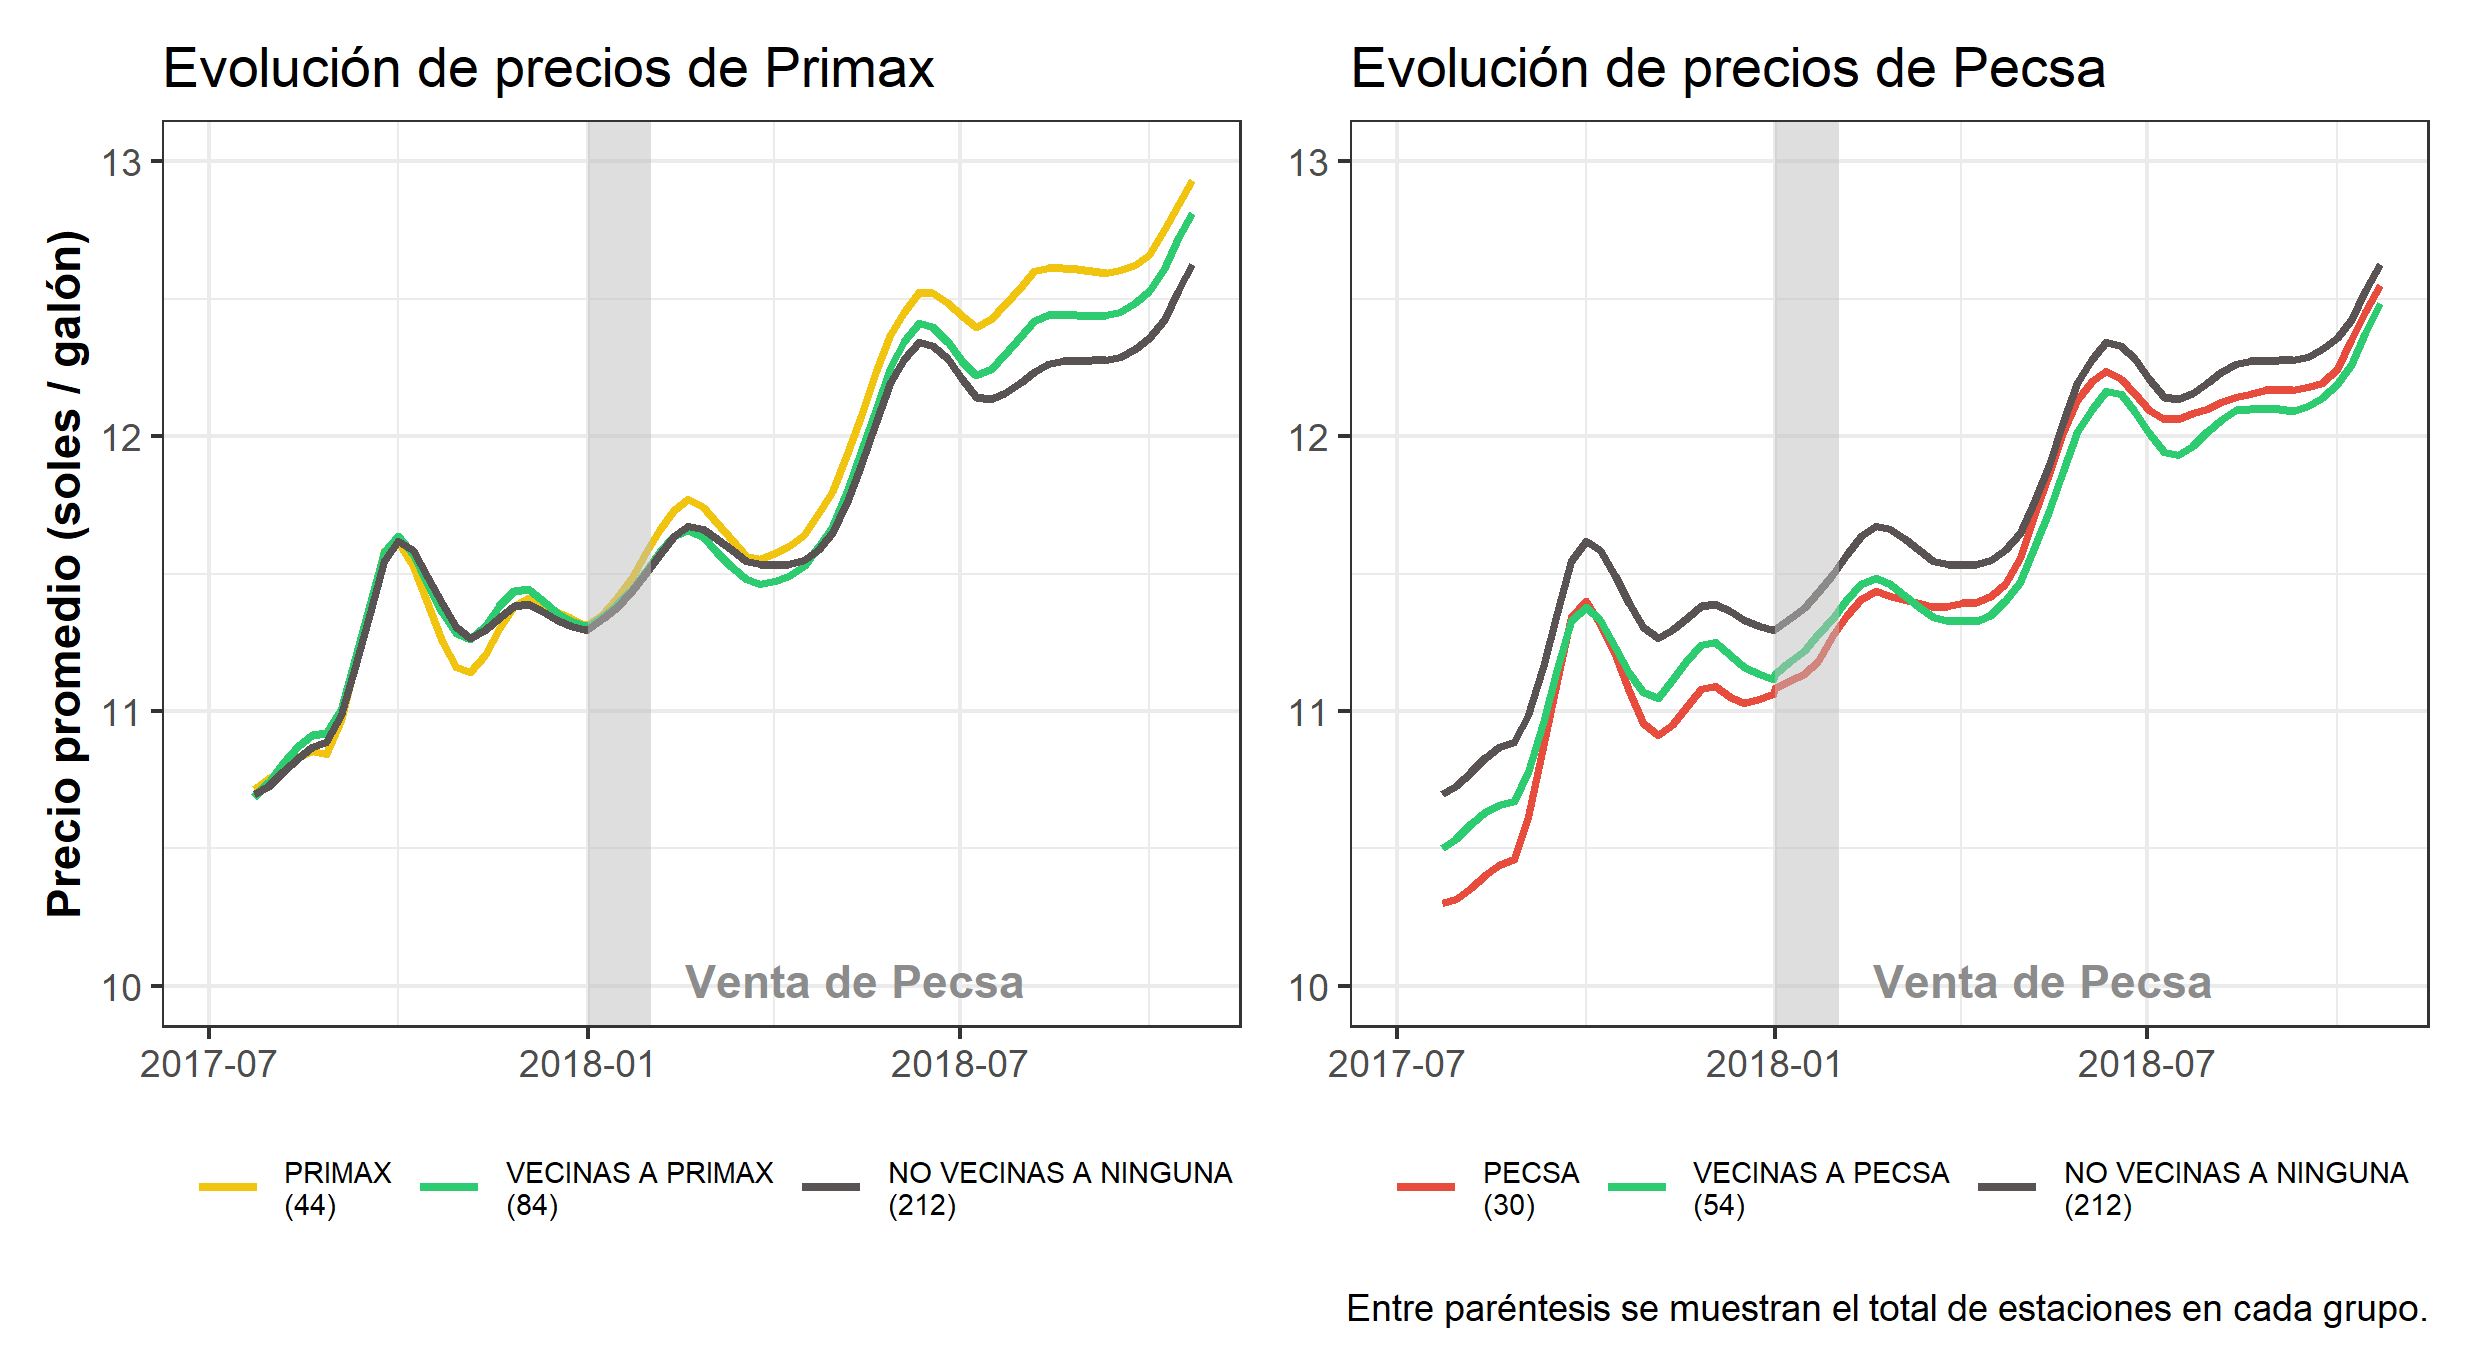 Evolución de precios de Primax
Precio promedio (soles / galón)
13
12
11
10
Venta de Pecsa
2017-07
2018-01
2018-07
PRIMAX
(44)
VECINAS A PRIMAX
(84)
NO VECINAS A NINGUNA
(212)
Evolución de precios de Pecsa
13
12
11
10
Venta de Pecsa
2017-07
2018-01
2018-07
PECSA
(30)
VECINAS A PECSA
(54)
NO VECINAS A NINGUNA
(212)
Entre paréntesis se muestran el total de estaciones en cada grupo.